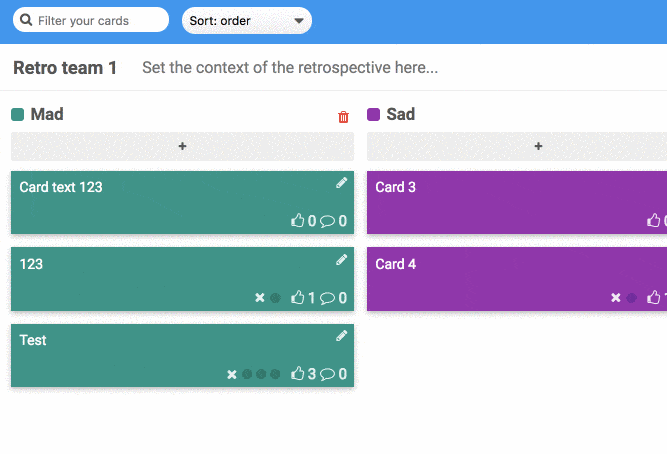 Filter your cards
Sort: order
Retro team 1 Set the context of the retrospective here...
Mad
+
Card text 123
0 0
123
1 0
Test
3 0
Sad
+
Card 3
Card 4